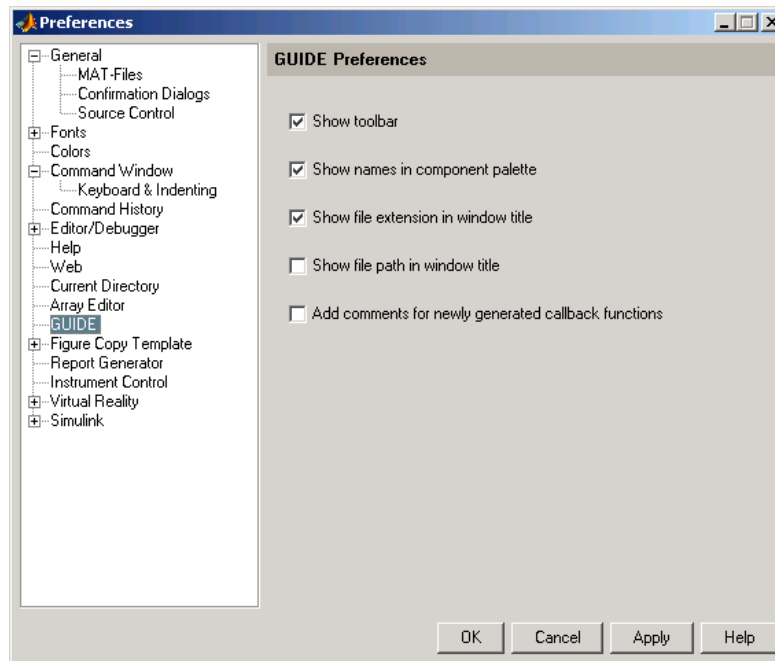 Preferences
General
MAT-Files
Confirmation Dialogs
Source Control
Fonts
Colors
Command Window
Keyboard & Indenting
Command History
Editor/Debugger
Help
Web
Current Directory
Array Editor
GUIDE
Figure Copy Template
Report Generator
Instrument Control
Virtual Reality
Simulink
GUIDE Preferences
Show toolbar
Show names in component palette
Show file extension in window title
Show file path in window title
Add comments for newly generated callback functions
OK Cancel Apply Help